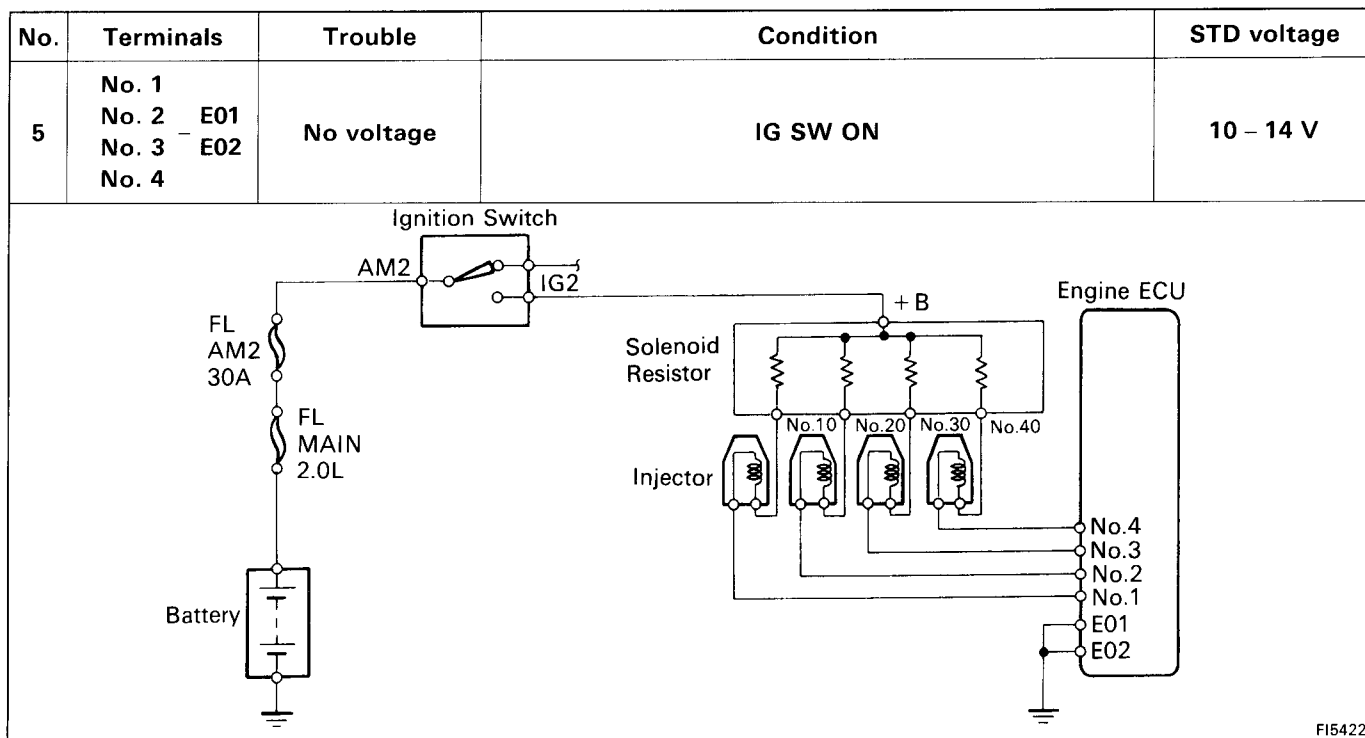 No. Terminals Trouble Condition STD voltage
5
No. 1
No. 2
No. 3
No. 4
–
E01
E02
No voltage
IG SW ON
10 – 14 V
Ignition Switch
AM2
IG2
FL
AM2
30A
FL
MAIN
2.0L
Battery
+ B
Solenoid
Resistor
No.10 No.20 No.30 No.40
Injector
Engine ECU
No.4
No.3
No.2
No.1
E01
E02
FI5422